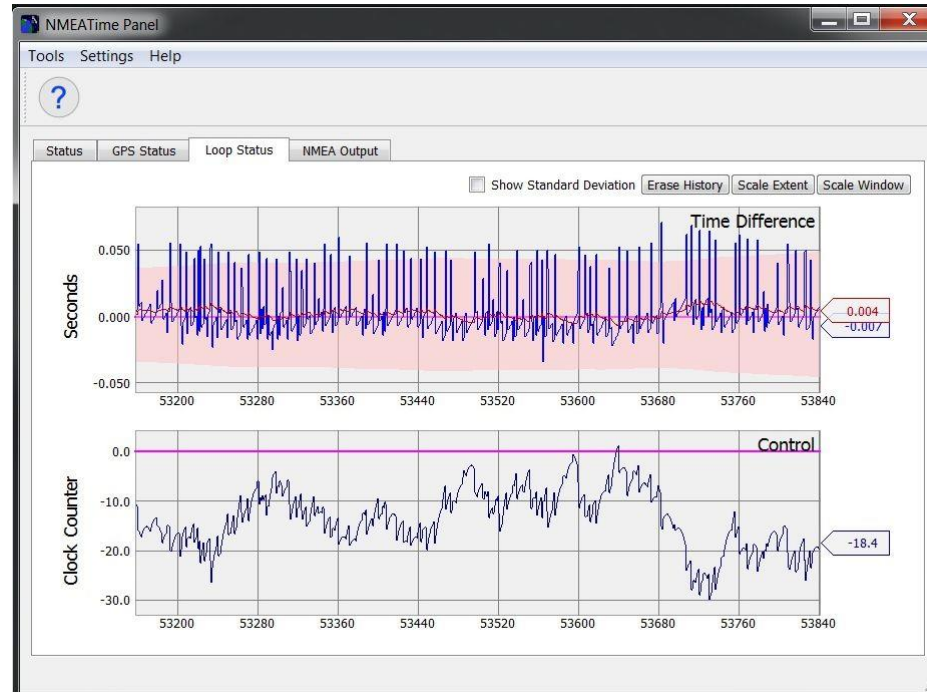 NMEATime Panel
Tools Settings Help
?
Status GPS Status Loop Status NMEA Output
Show Standard Deviation Erase History Scale Extent Scale Window
Time Difference
Seconds
0.050
0.000
-0.050
0.004
-0.007
53200 53280 53360 53440 53520 53600 53680 53760 53840
Control
Clock Counter
0.0
-10.0
-20.0
-30.0
-18.4
53200 53280 53360 53440 53520 53600 53680 53760 53840